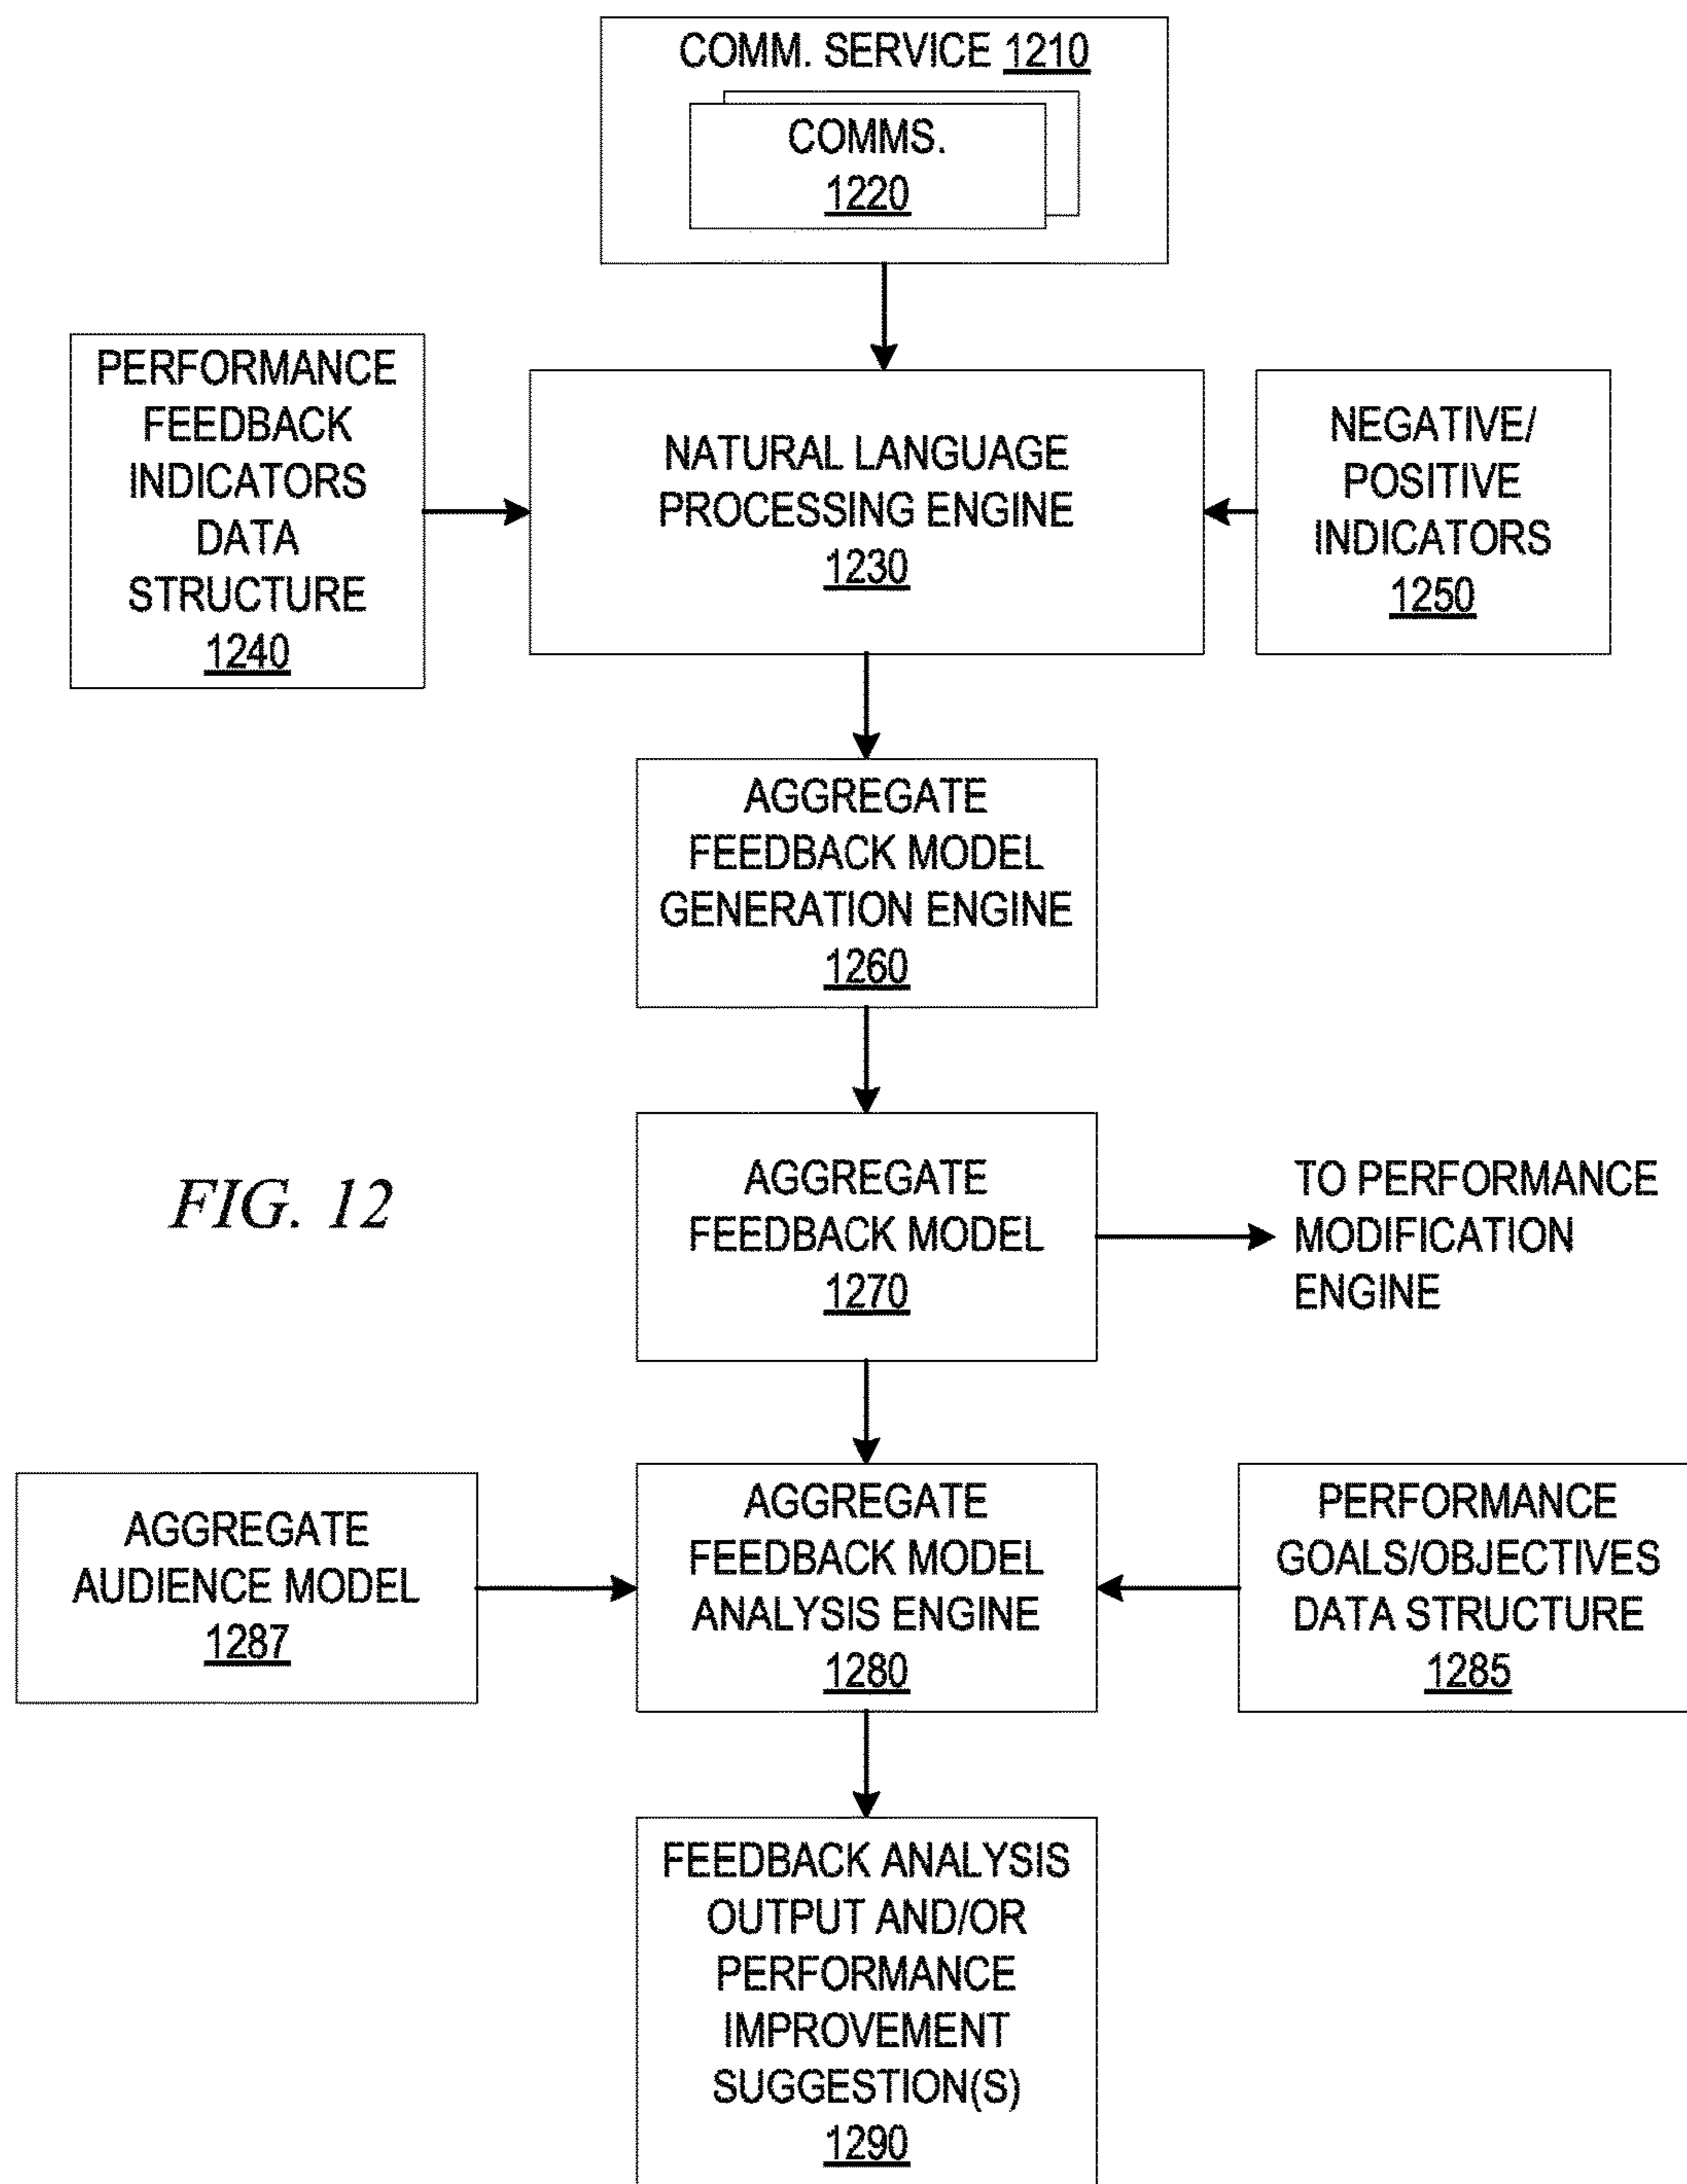 COMM. SERVICE 1210
COMMS.
1220
PERFORMANCE
FEEDBACK
INDICATORS
DATA
STRUCTURE
1240
NATURAL LANGUAGE
PROCESSING ENGINE
1230
NEGATIVE/
POSITIVE
INDICATORS
1250
AGGREGATE
FEEDBACK MODEL
GENERATION ENGINE
1260
FIG. 12
AGGREGATE
FEEDBACK MODEL
1270
TO PERFORMANCE
MODIFICATION
ENGINE
AGGREGATE
AUDIENCE MODEL
1287
AGGREGATE
FEEDBACK MODEL
ANALYSIS ENGINE
1280
PERFORMANCE
GOALS/OBJECTIVES
DATA STRUCTURE
1285
FEEDBACK ANALYSIS
OUTPUT AND/OR
PERFORMANCE
IMPROVEMENT
SUGGESTION(S)
1290